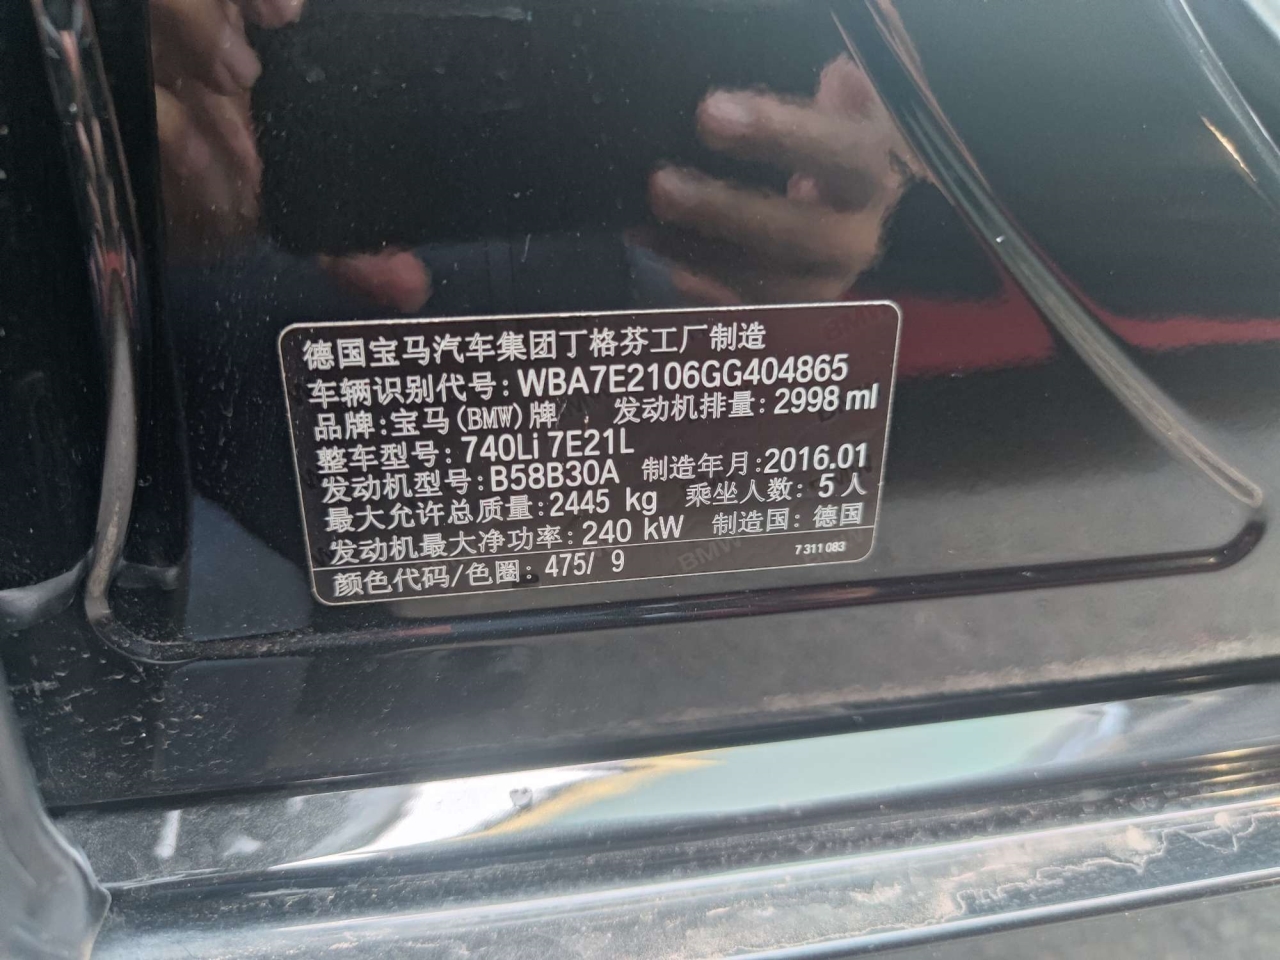 德国宝马汽车集团丁格芬工厂制造
车辆识别代号: WBA7E2106GG404865
品牌: 宝马(BMW)牌 发动机排量: 2998 ml
整车型号: 740Li 7E21L
发动机型号: B58B30A 制造年月: 2016.01
最大允许总质量: 2445 kg 乘坐人数: 5 人
发动机最大净功率: 240 kW 制造国: 德国
颜色代码/色圈: 475/ 9 7 311 083